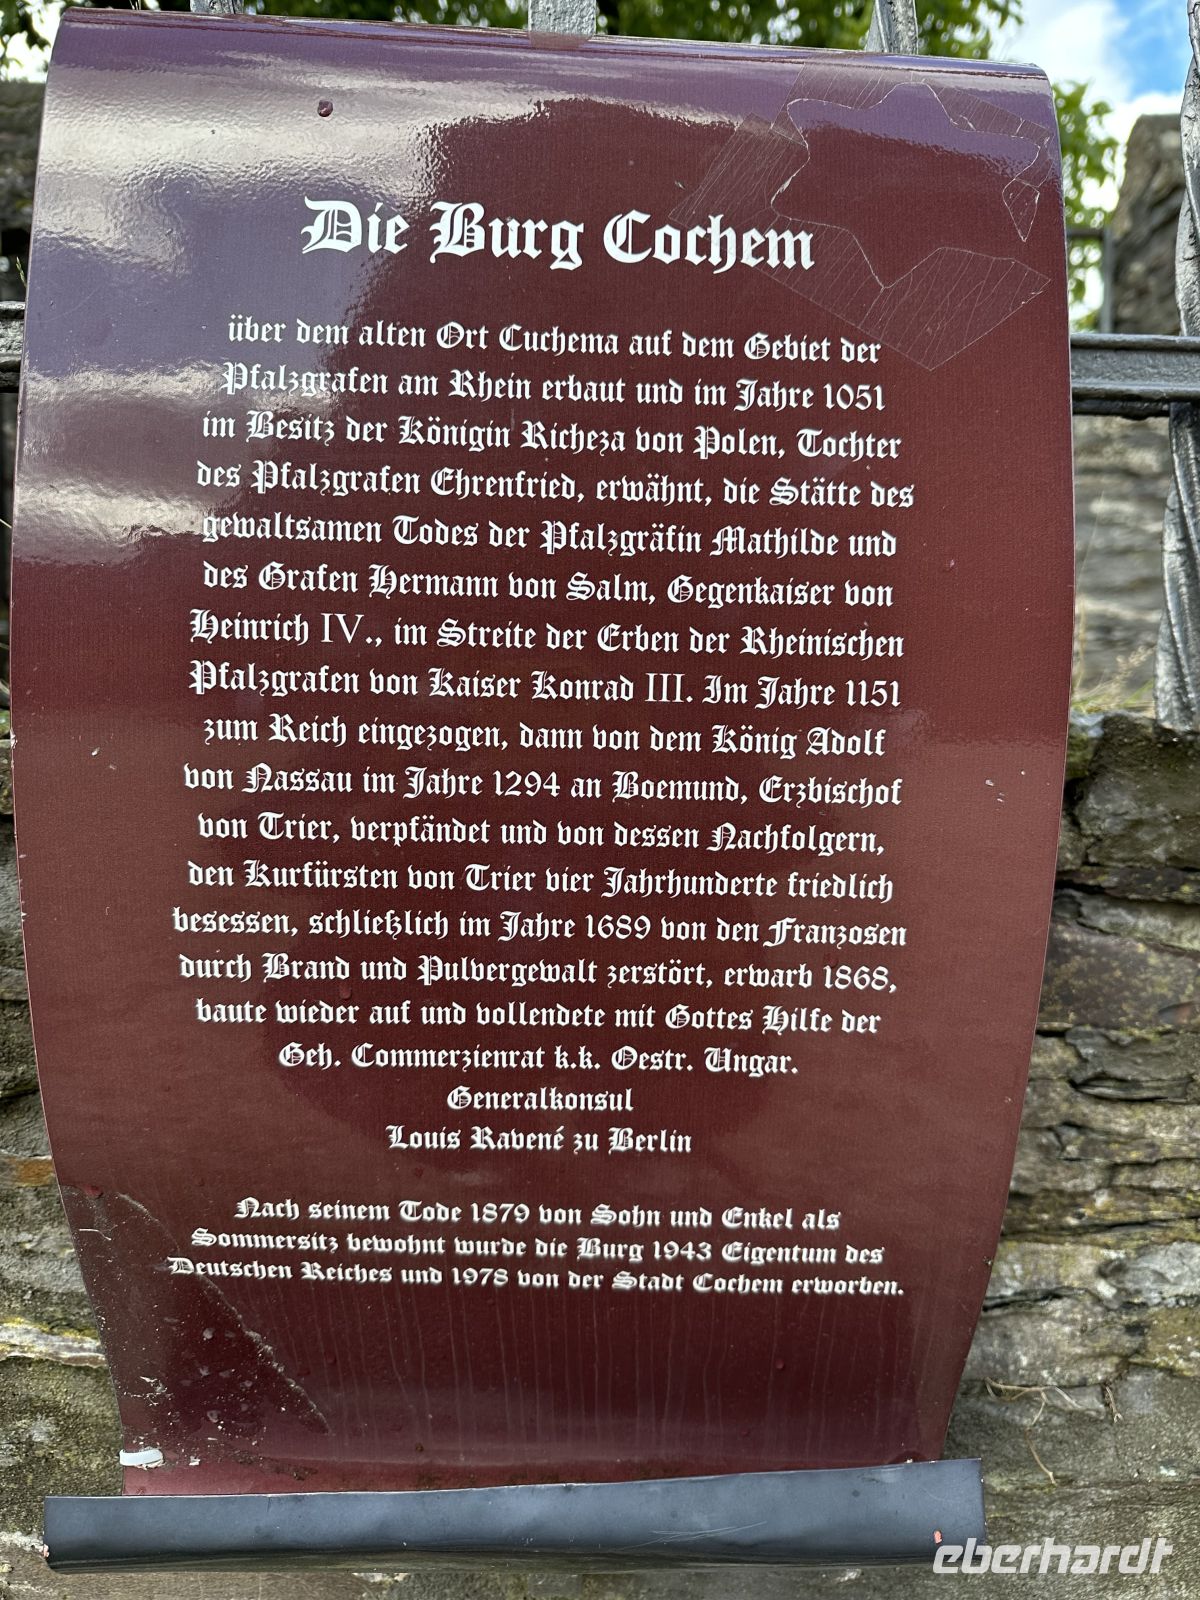 Die Burg Cochem
über dem alten Ort Cuchema auf dem Gebiet der
Pfalzgrafen am Rhein erbaut und im Jahre 1051
im Besitz der Königin Richeza von Polen, Tochter
des Pfalzgrafen Ehrenfried, erwähnt, die Stätte des
gewaltsamen Todes der Pfalzgräfin Mathilde und
des Grafen Hermann von Salm, Gegenkaiser von
Heinrich IV., im Streite der Erben der Rheinischen
Pfalzgrafen von Kaiser Konrad III. Im Jahre 1151
zum Reich eingezogen, dann von dem König Adolf
von Nassau im Jahre 1294 an Boemund, Erzbischof
von Trier, verpfändet und von dessen Nachfolgern,
den Kurfürsten von Trier vier Jahrhunderte friedlich
besessen, schließlich im Jahre 1689 von den Franzosen
durch Brand und Pulvergewalt zerstört, erwarb 1868,
baute wieder auf und vollendete mit Gottes Hilfe der
Geh. Commerzienrat k.k. Oestr. Ungar.
Generalkonsul
Louis Ravené zu Berlin
Nach seinem Tode 1879 von Sohn und Enkel als
Sommersitz bewohnt wurde die Burg 1943 Eigentum des
Deutschen Reiches und 1978 von der Stadt Cochem erworben.
eberhardt